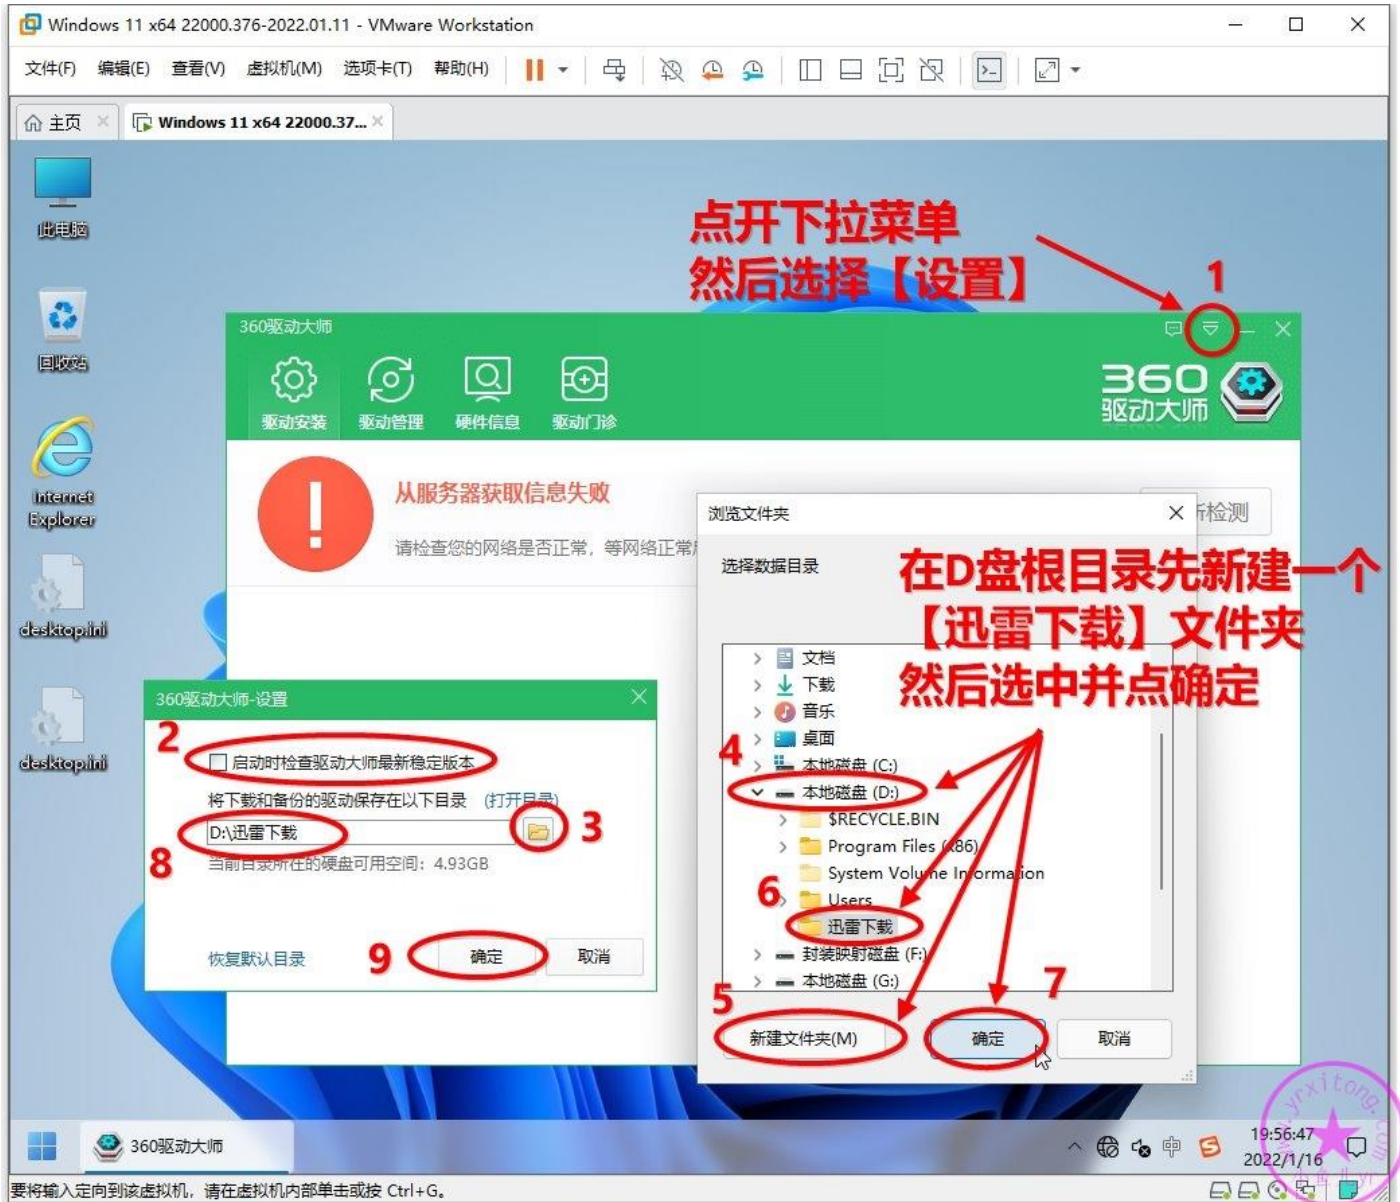 Windows 11 x64 22000.376-2022.01.11 - VMware Workstation
文件(F) 编辑(E) 查看(V) 虚拟机(M) 选项卡(T) 帮助(H)
主页 Windows 11 x64 22000.37...
此电脑
回收站
Internet
Explorer
desktop.ini
desktop.ini
点开下拉菜单
然后选择【设置】
1
360驱动大师
驱动安装 驱动管理 硬件信息 驱动门诊
360
驱动大师
从服务器获取信息失败
请检查您的网络是否正常，等网络正常
检测
浏览文件夹
选择数据目录
在D盘根目录先新建一个
【迅雷下载】文件夹
然后选中并点确定
文档
下载
音乐
桌面
4
本地磁盘 (C:)
本地磁盘 (D:)
$RECYCLE.BIN
Program Files (x86)
System Volume Information
6
Users
迅雷下载
封装映射磁盘 (F:)
本地磁盘 (G:)
5
7
新建文件夹(M) 确定 取消
360驱动大师-设置
2
启动时检查驱动大师最新稳定版本
将下载和备份的驱动保存在以下目录 (打开目录)
D:\迅雷下载
3
8
当前目录所在的硬盘可用空间：4.93GB
恢复默认目录
9
确定 取消
360驱动大师
中
19:56:47
2022/1/16
要将输入定向到该虚拟机，请在虚拟机内部单击或按 Ctrl+G。